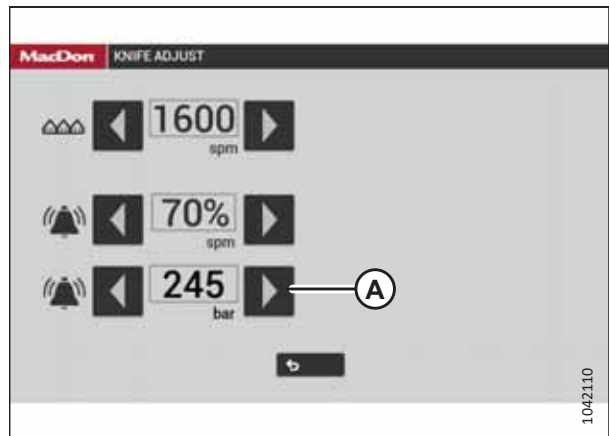 MacDon KNIFE ADJUST
1600
spm
70%
spm
245
bar
A
1042110